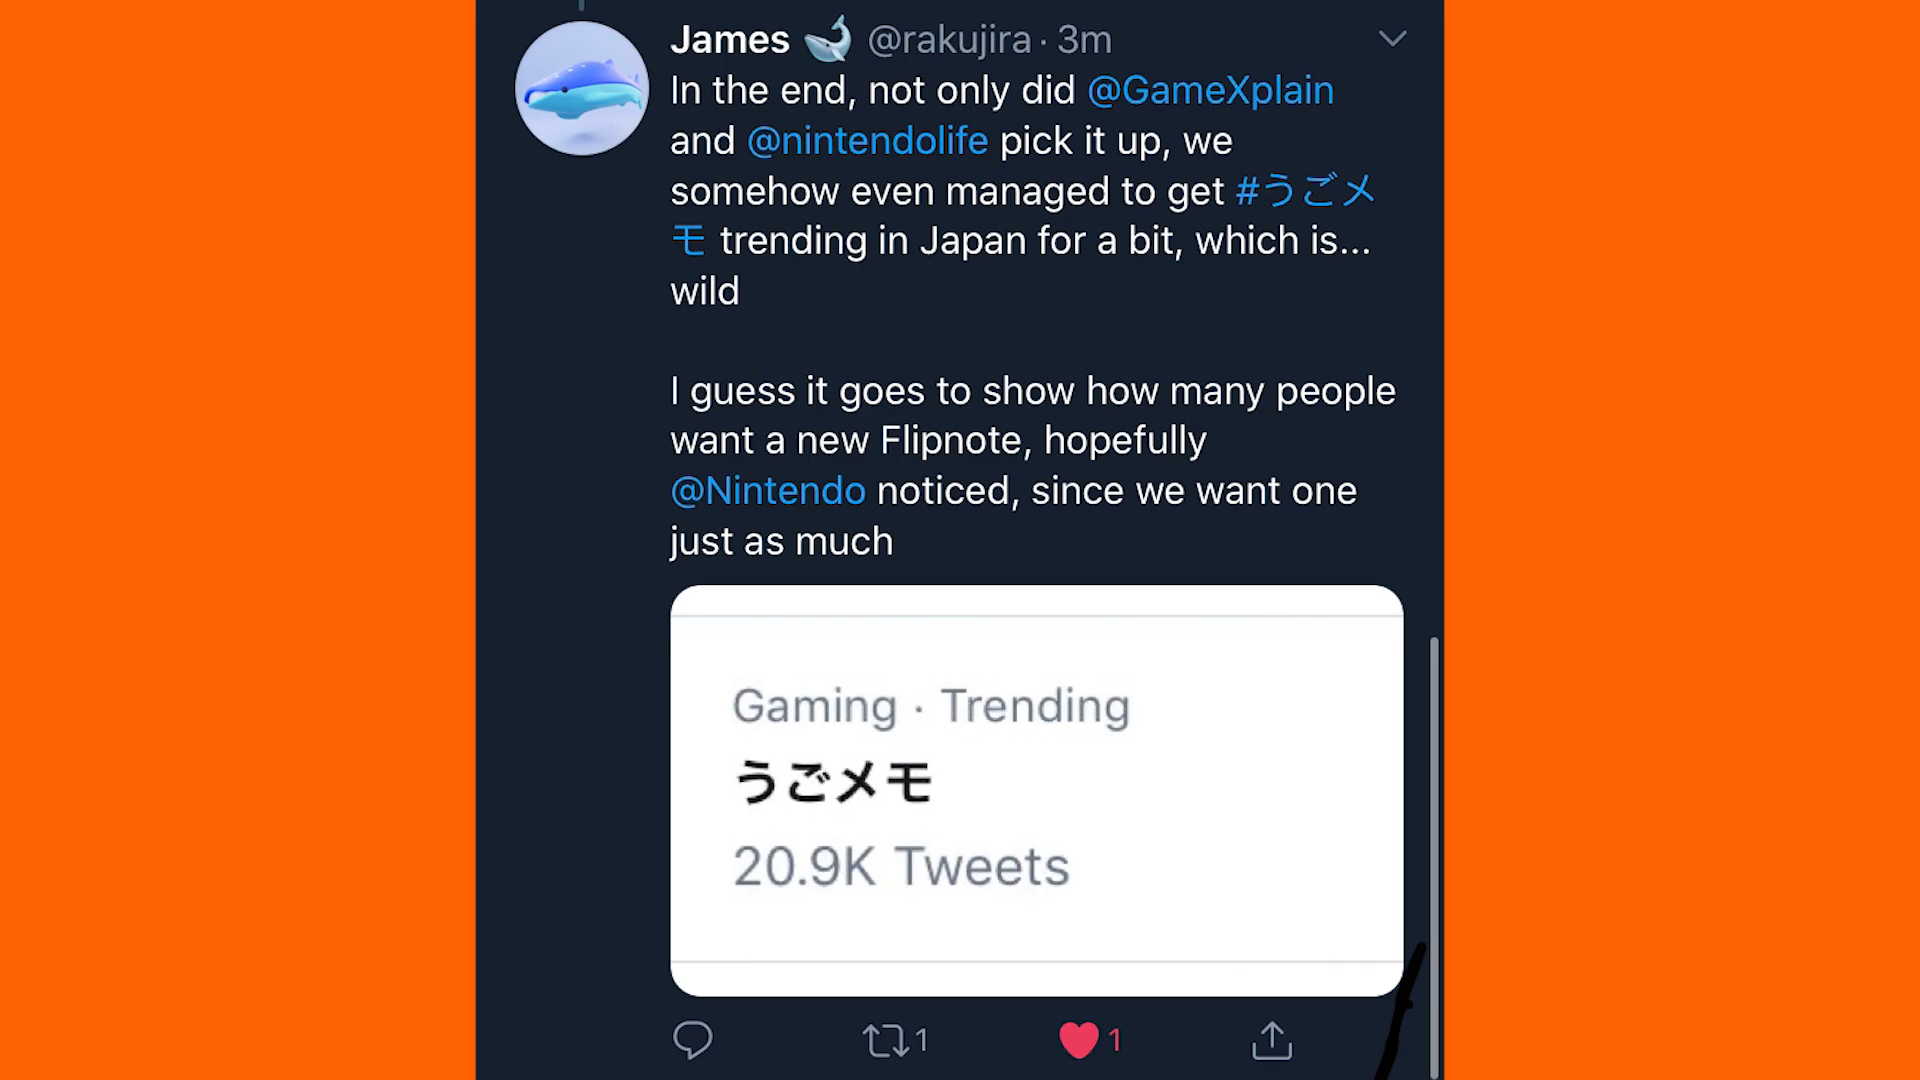 James 🐋 @rakujira · 3m
In the end, not only did @GameXplain
and @nintendolife pick it up, we
somehow even managed to get #うごメ
モ trending in Japan for a bit, which is...
wild
I guess it goes to show how many people
want a new Flipnote, hopefully
@Nintendo noticed, since we want one
just as much
Gaming · Trending
うごメモ
20.9K Tweets
1 1